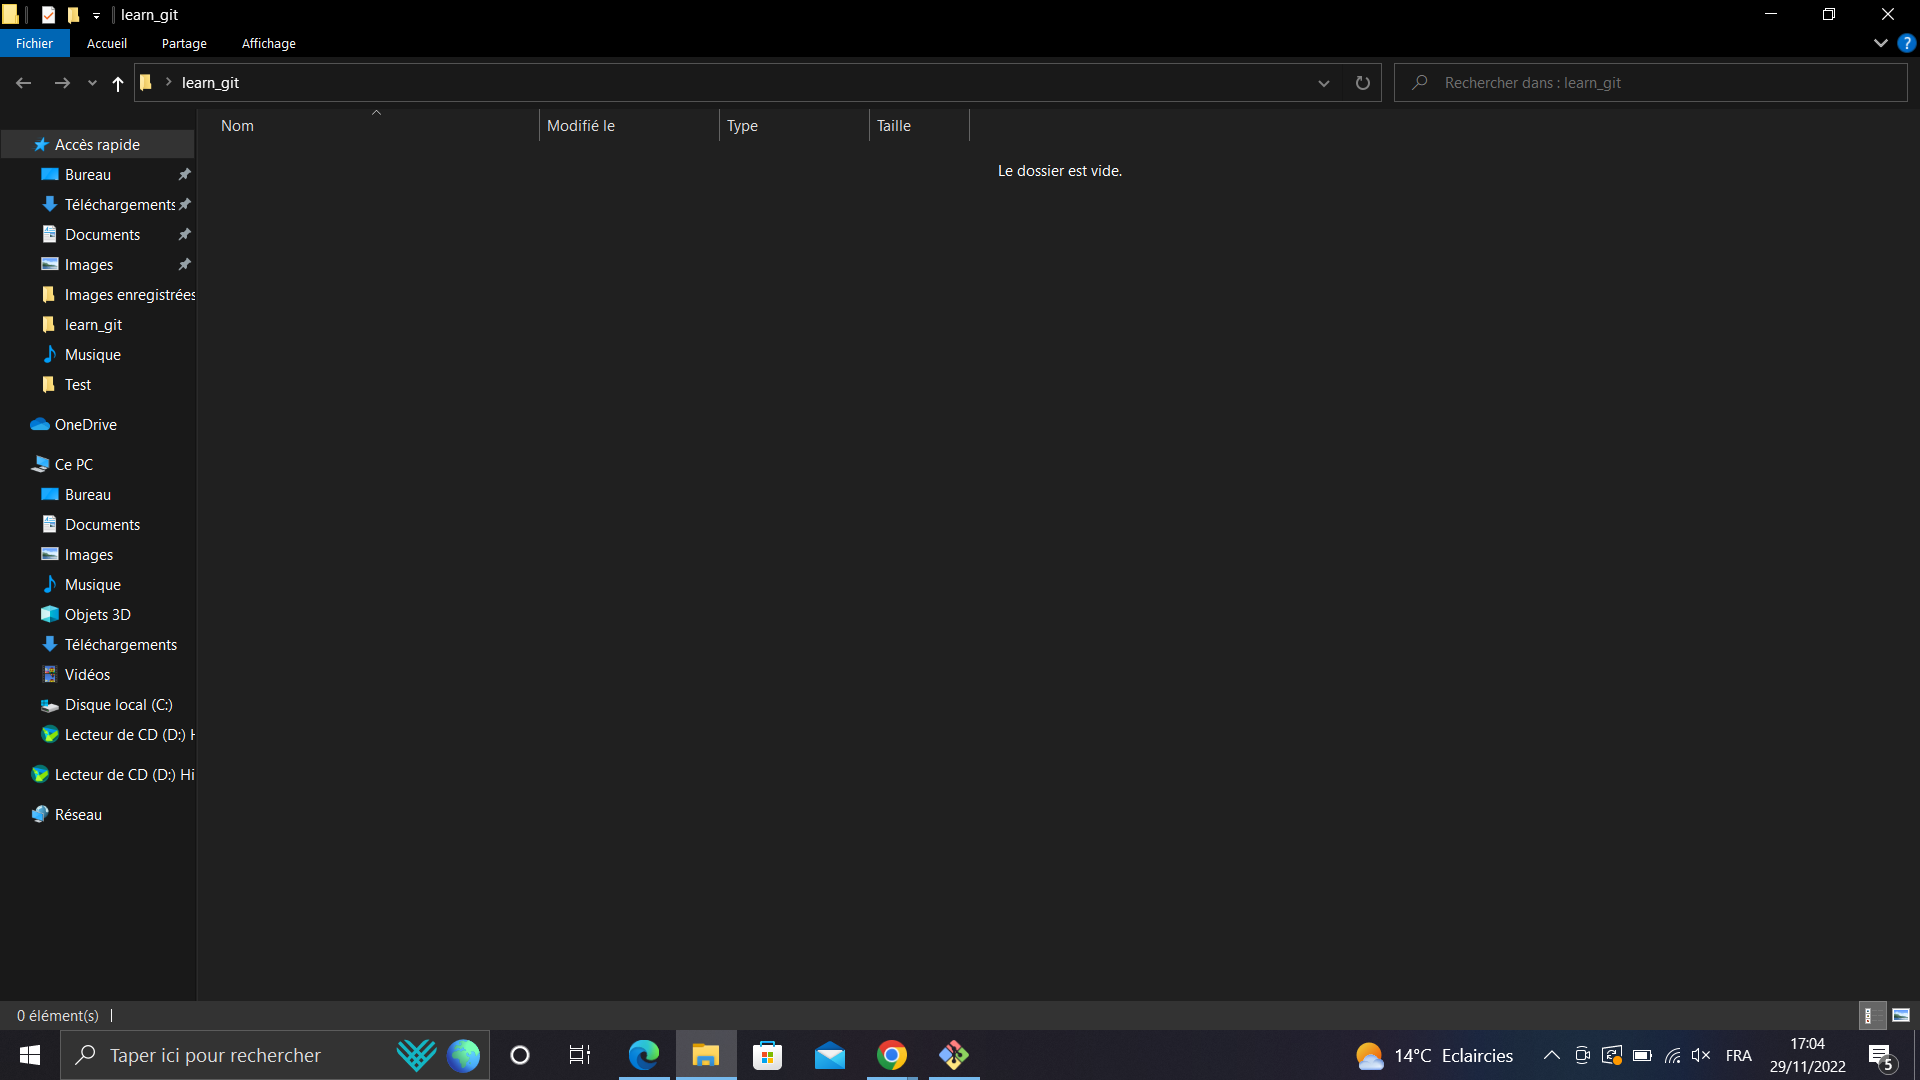 learn_git
Fichier
Accueil
Partage
Affichage
?
learn_git
Rechercher dans : learn_git
Nom
Modifié le
Type
Taille
Le dossier est vide.
Accès rapide
Bureau
Téléchargements
Documents
Images
Images enregistrées
learn_git
Musique
Test
OneDrive
Ce PC
Bureau
Documents
Images
Musique
Objets 3D
Téléchargements
Vidéos
Disque local (C:)
Lecteur de CD (D:) H
Lecteur de CD (D:) Hi
Réseau
0 élément(s)
Taper ici pour rechercher
14°C Eclaircies
FRA
17:04
29/11/2022
5